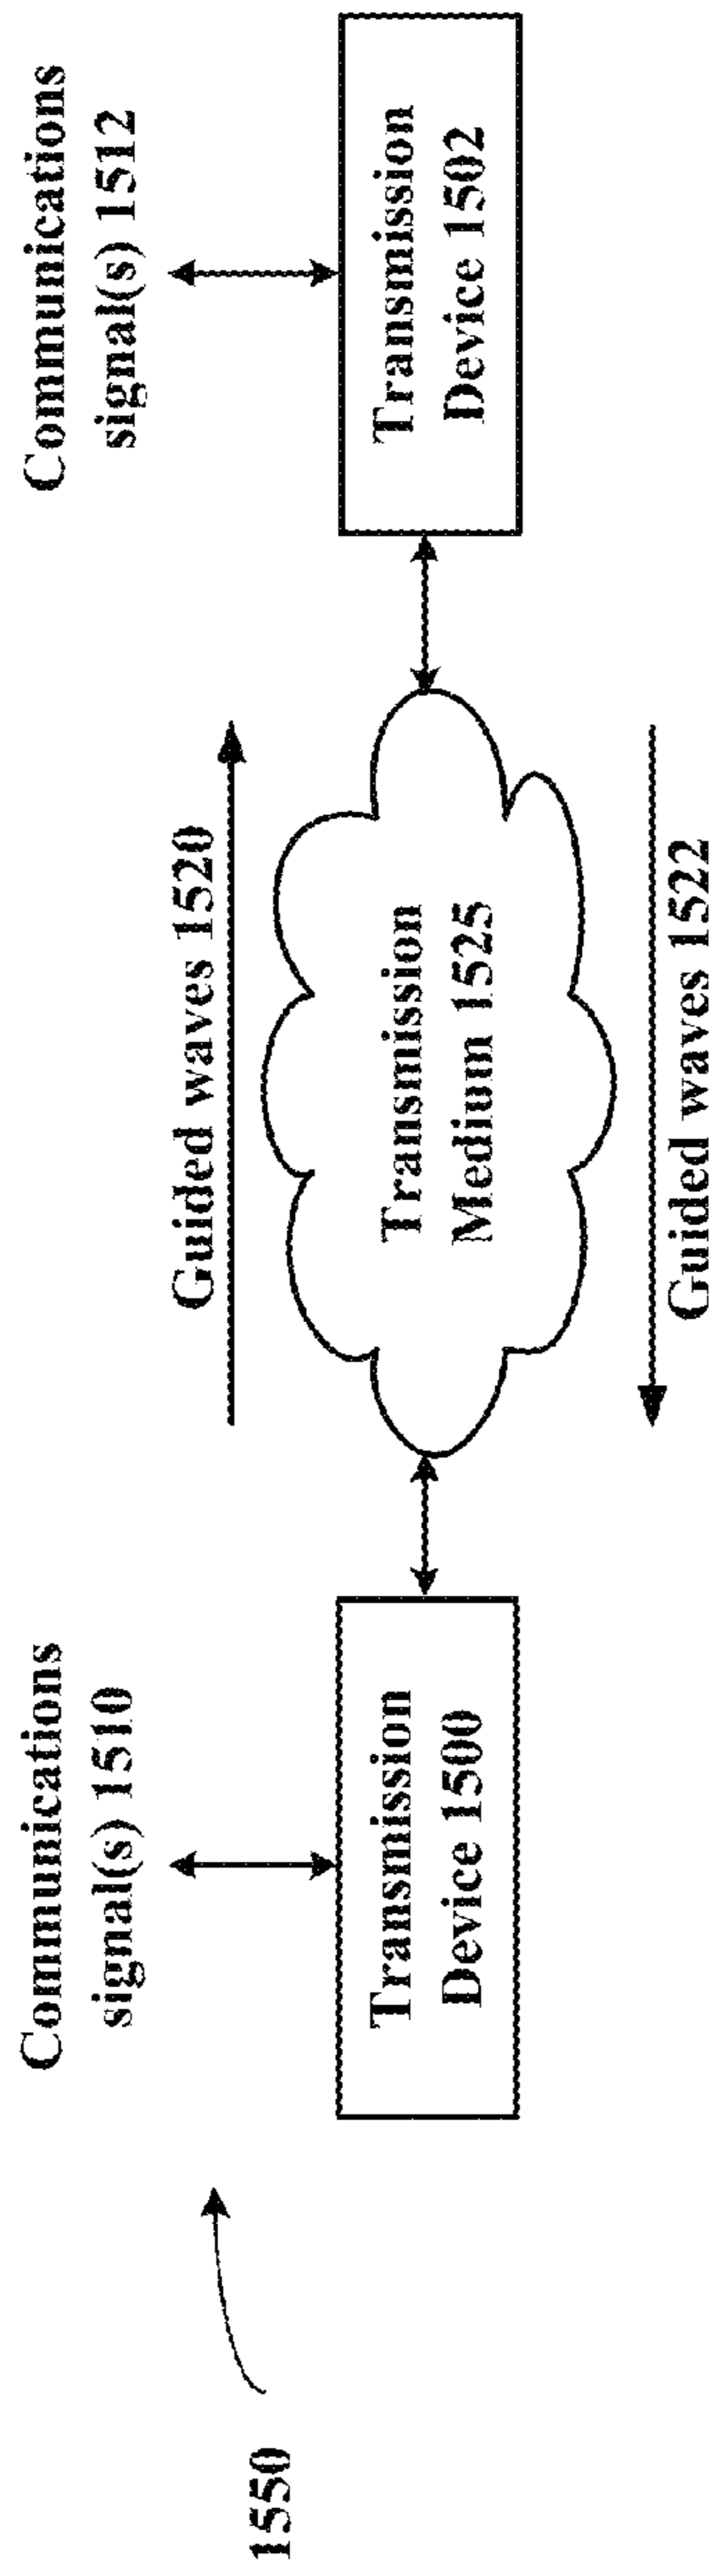 1550
Communications
signal(s) 1510
Transmission
Device 1500
Guided waves 1520
Transmission
Medium 1525
Guided waves 1522
Communications
signal(s) 1512
Transmission
Device 1502